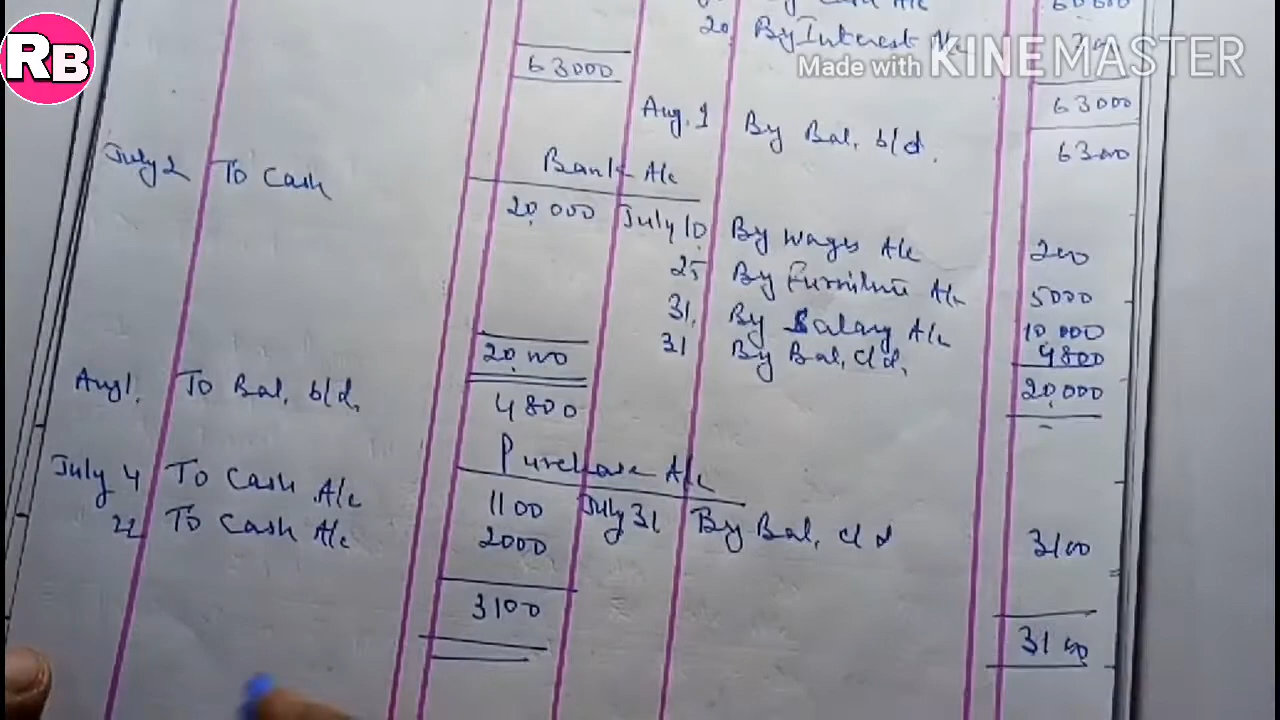 RB
20 By Interest A/c
Made with KINEMASTER
63000
63000
Aug. 1 By Bal. b/d. 63000
Bank A/c
July 2 To Cash 20,000 July 10 By Wages A/c 200
25 By Furniture A/c 5000
31. By Salary A/c 10000
31 By Bal. c/d. 4800
20,000 20,000
Aug 1. To Bal. b/d. 4800
Purchase A/c
July 4 To Cash A/c 1100 July 31 By Bal. c/d 3100
22 To Cash A/c 2000
3100 3100